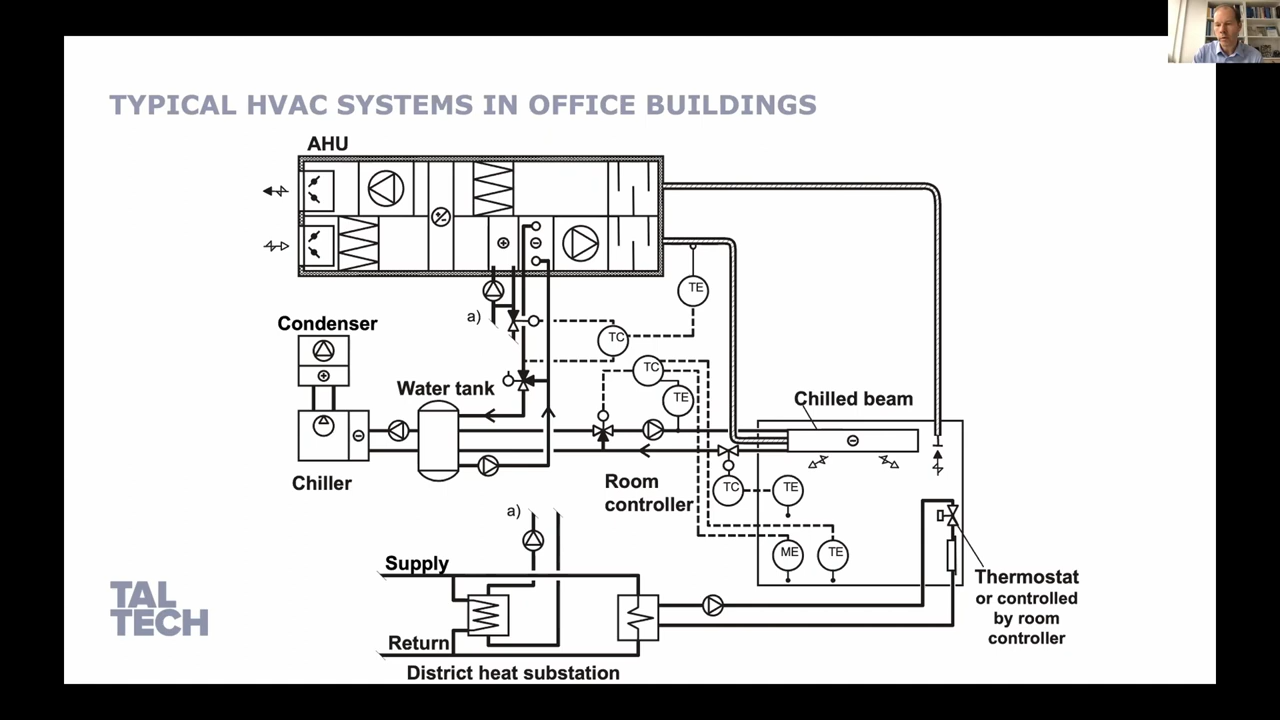 TYPICAL HVAC SYSTEMS IN OFFICE BUILDINGS
AHU
TE
a)
TC
Condenser
TC
Water tank
TE
Chilled beam
Chiller
Room
controller
TC
TE
a)
ME
TE
Supply
Thermostat
or controlled
by room
controller
TAL
TECH
Return
District heat substation